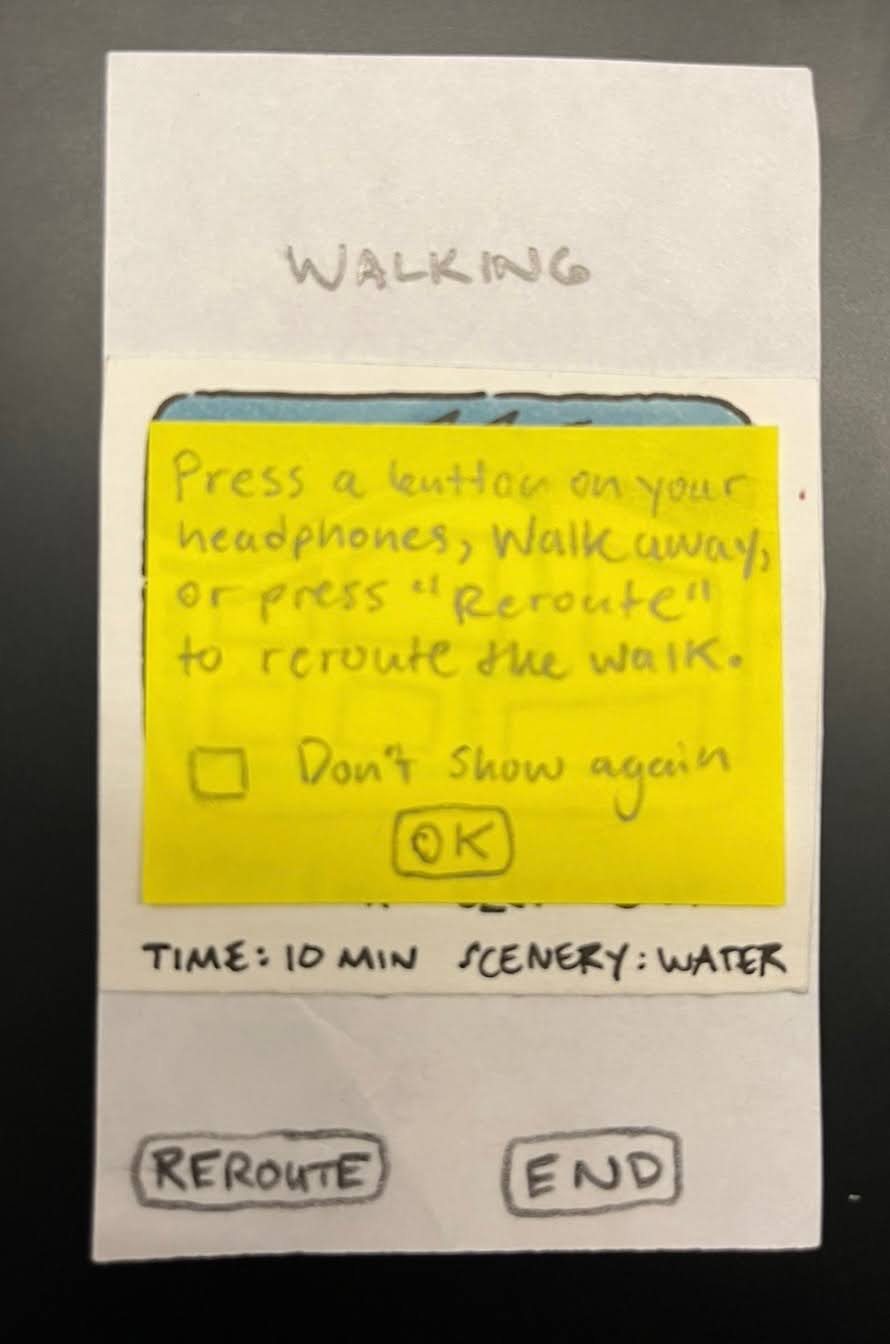 WALKING
Press a button on your
headphones, Walk away,
or press "Reroute"
to reroute the walk.
Don't show again
OK
TIME: 10 MIN SCENERY: WATER
REROUTE END